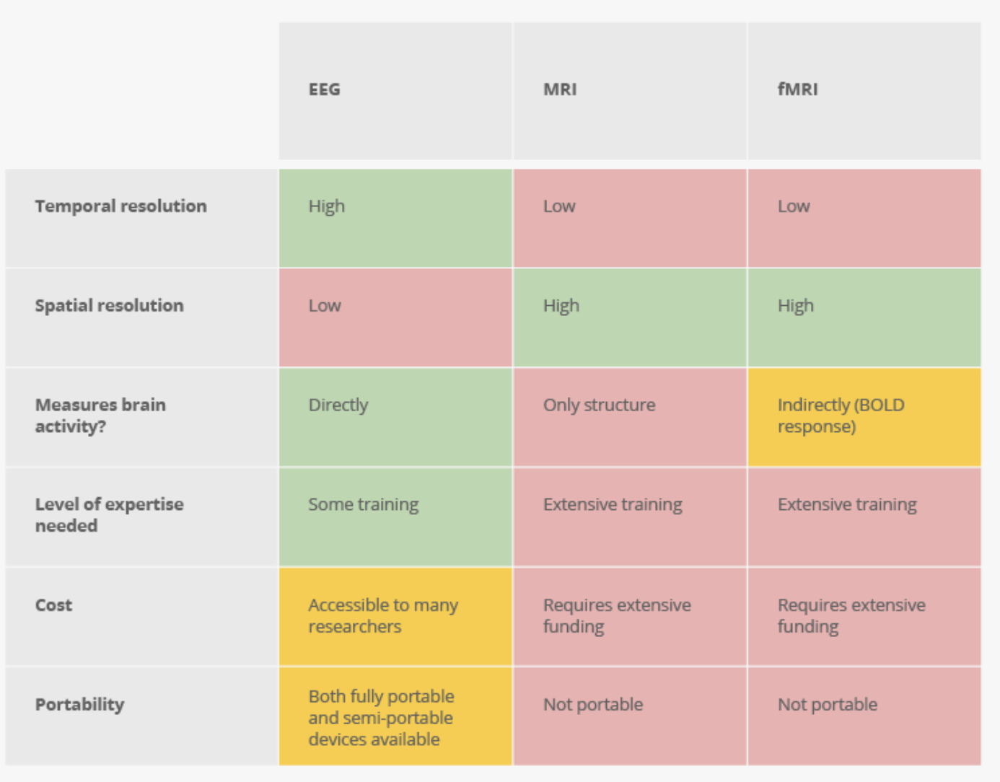 EEG
MRI
fMRI
Temporal resolution
High
Low
Low
Spatial resolution
Low
High
High
Measures brain
activity?
Directly
Only structure
Indirectly (BOLD
response)
Level of expertise
needed
Some training
Extensive training
Extensive training
Cost
Accessible to many
researchers
Requires extensive
funding
Requires extensive
funding
Portability
Both fully portable
and semi-portable
devices available
Not portable
Not portable